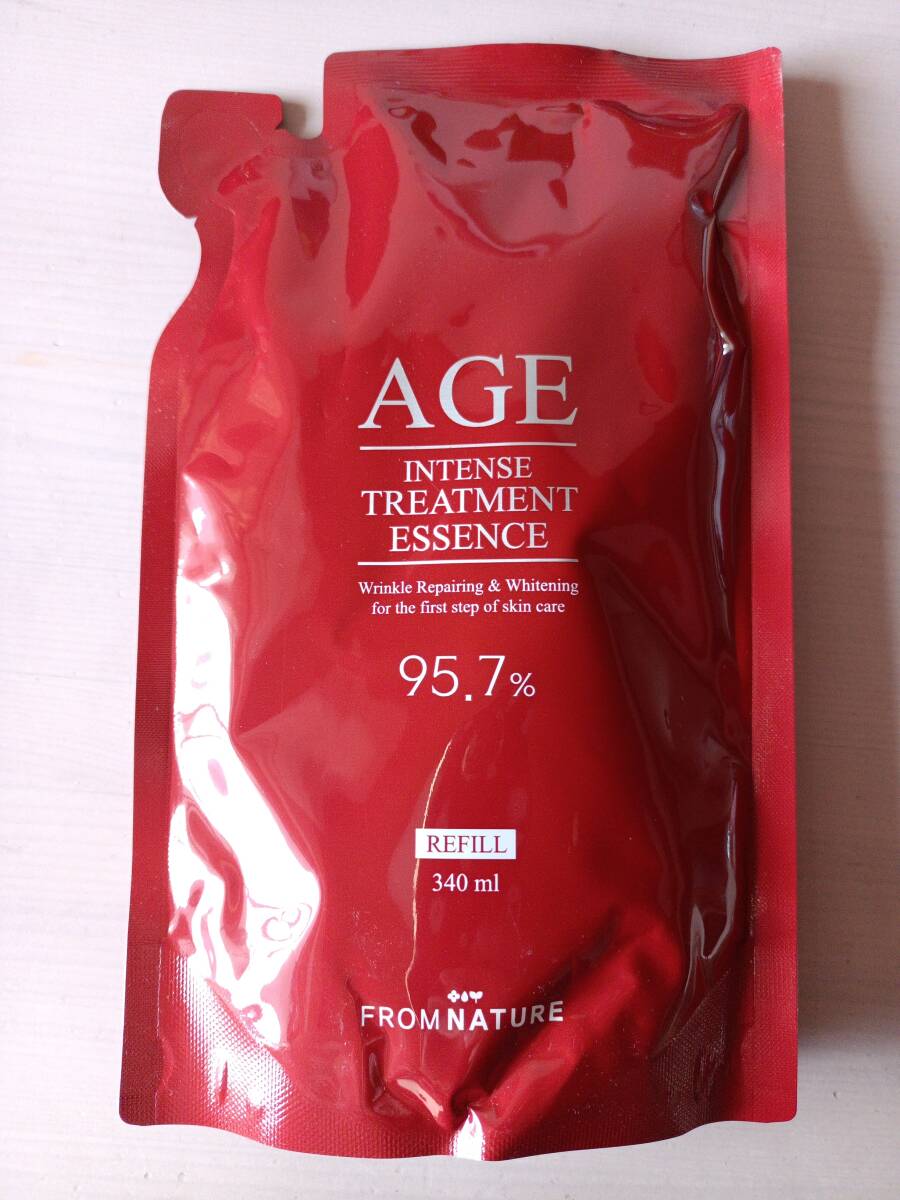 AGE
INTENSE
TREATMENT
ESSENCE
Wrinkle Repairing & Whitening
for the first step of skin care
95.7%
REFILL
340 ml
FROMNATURE